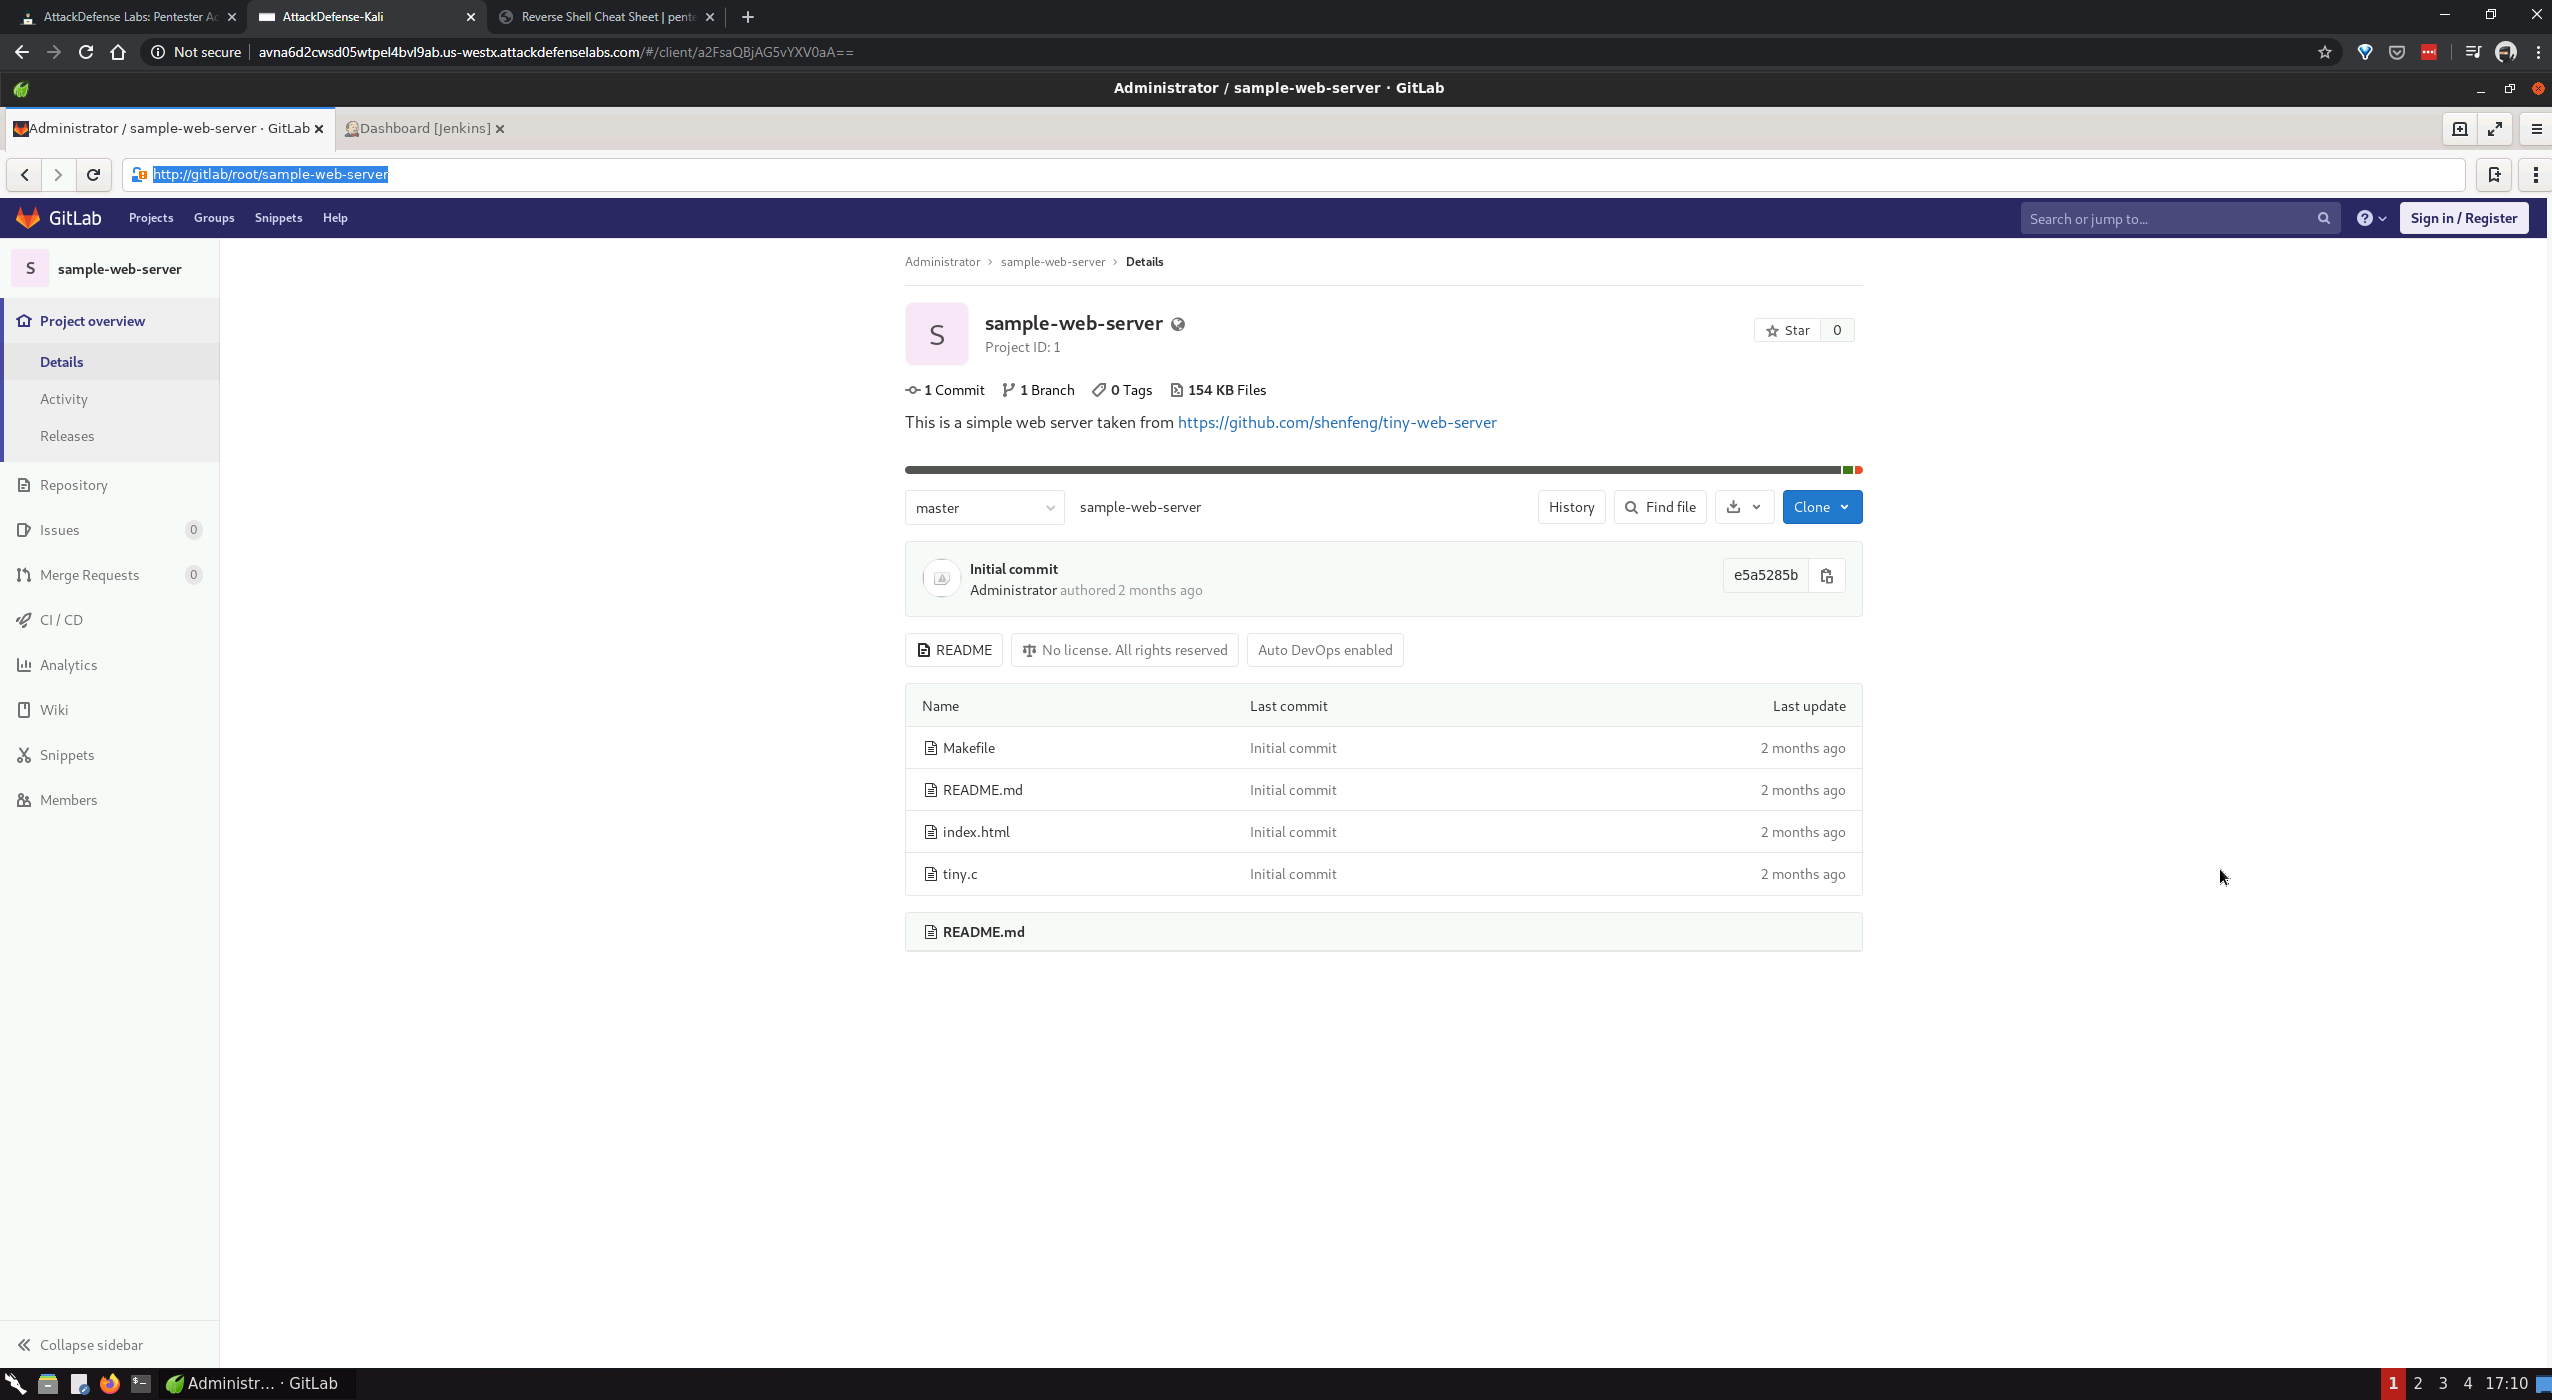 AttackDefense Labs: Pentester Ac
AttackDefense-Kali
Reverse Shell Cheat Sheet | pente
Not secure
avna6d2cwsd05wtpel4bvl9ab.us-westx.attackdefenselabs.com/#/client/a2FsaQBjAG5vYXV0aA==
Administrator / sample-web-server · GitLab
Administrator / sample-web-server · GitLab
Dashboard [Jenkins]
http://gitlab/root/sample-web-server
GitLab Projects Groups Snippets Help
Search or jump to...
Sign in / Register
S sample-web-server
Project overview
Details
Activity
Releases
Repository
Issues 0
Merge Requests 0
CI / CD
Analytics
Wiki
Snippets
Members
Collapse sidebar
Administrator › sample-web-server › Details
S
sample-web-server
Project ID: 1
Star 0
1 Commit 1 Branch 0 Tags 154 KB Files
This is a simple web server taken from https://github.com/shenfeng/tiny-web-server
master sample-web-server History Find file Clone
Initial commit
Administrator authored 2 months ago
e5a5285b
README No license. All rights reserved Auto DevOps enabled
Name Last commit Last update
Makefile Initial commit 2 months ago
README.md Initial commit 2 months ago
index.html Initial commit 2 months ago
tiny.c Initial commit 2 months ago
README.md
Administr... · GitLab
1 2 3 4 17:10